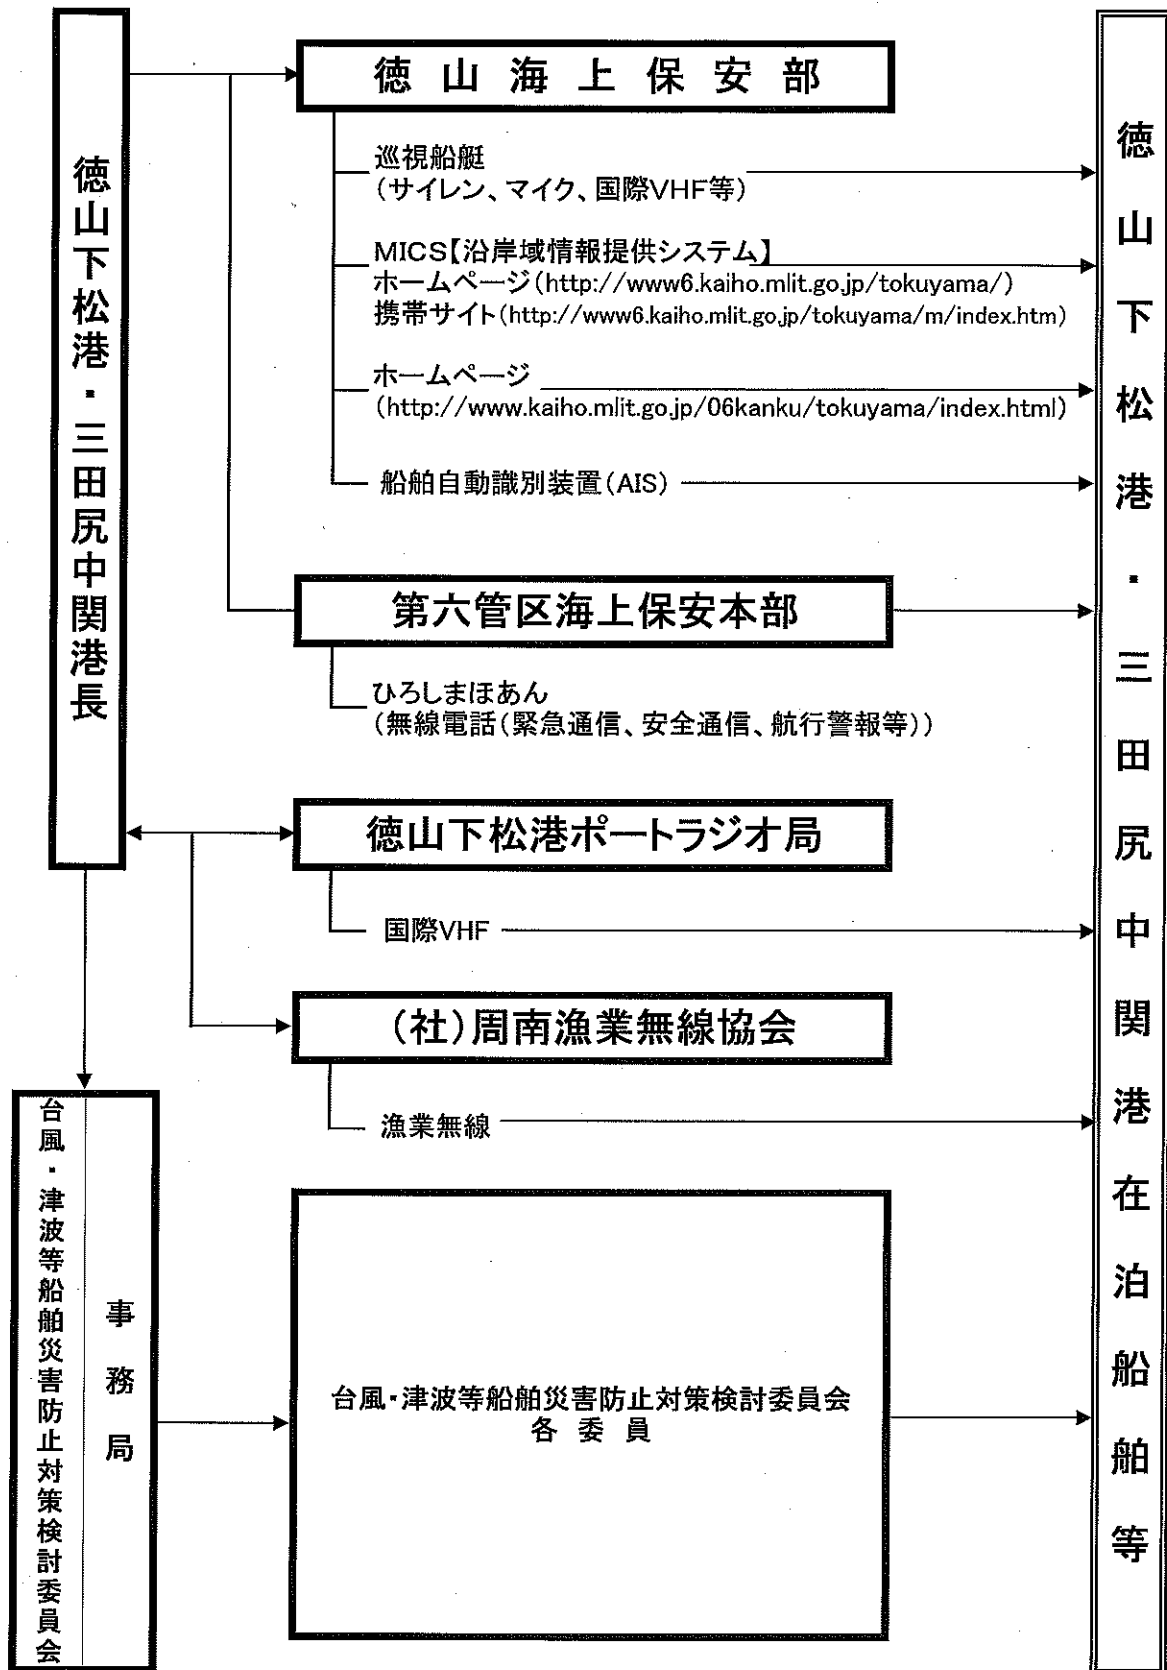 徳山下松港・三田尻中関港長
徳山海上保安部
巡視船艇
(サイレン、マイク、国際VHF等)
MICS【沿岸域情報提供システム】
ホームページ(http://www6.kaiho.mlit.go.jp/tokuyama/)
携帯サイト(http://www6.kaiho.mlit.go.jp/tokuyama/m/index.htm)
ホームページ
(http://www.kaiho.mlit.go.jp/06kanku/tokuyama/index.html)
船舶自動識別装置(AIS)
第六管区海上保安本部
ひろしまほあん
(無線電話(緊急通信、安全通信、航行警報等))
徳山下松港ポートラジオ局
国際VHF
(社)周南漁業無線協会
漁業無線
台風・津波等船舶災害防止対策検討委員会
事務局
台風・津波等船舶災害防止対策検討委員会
各委員
徳山下松港・三田尻中関港在泊船舶等